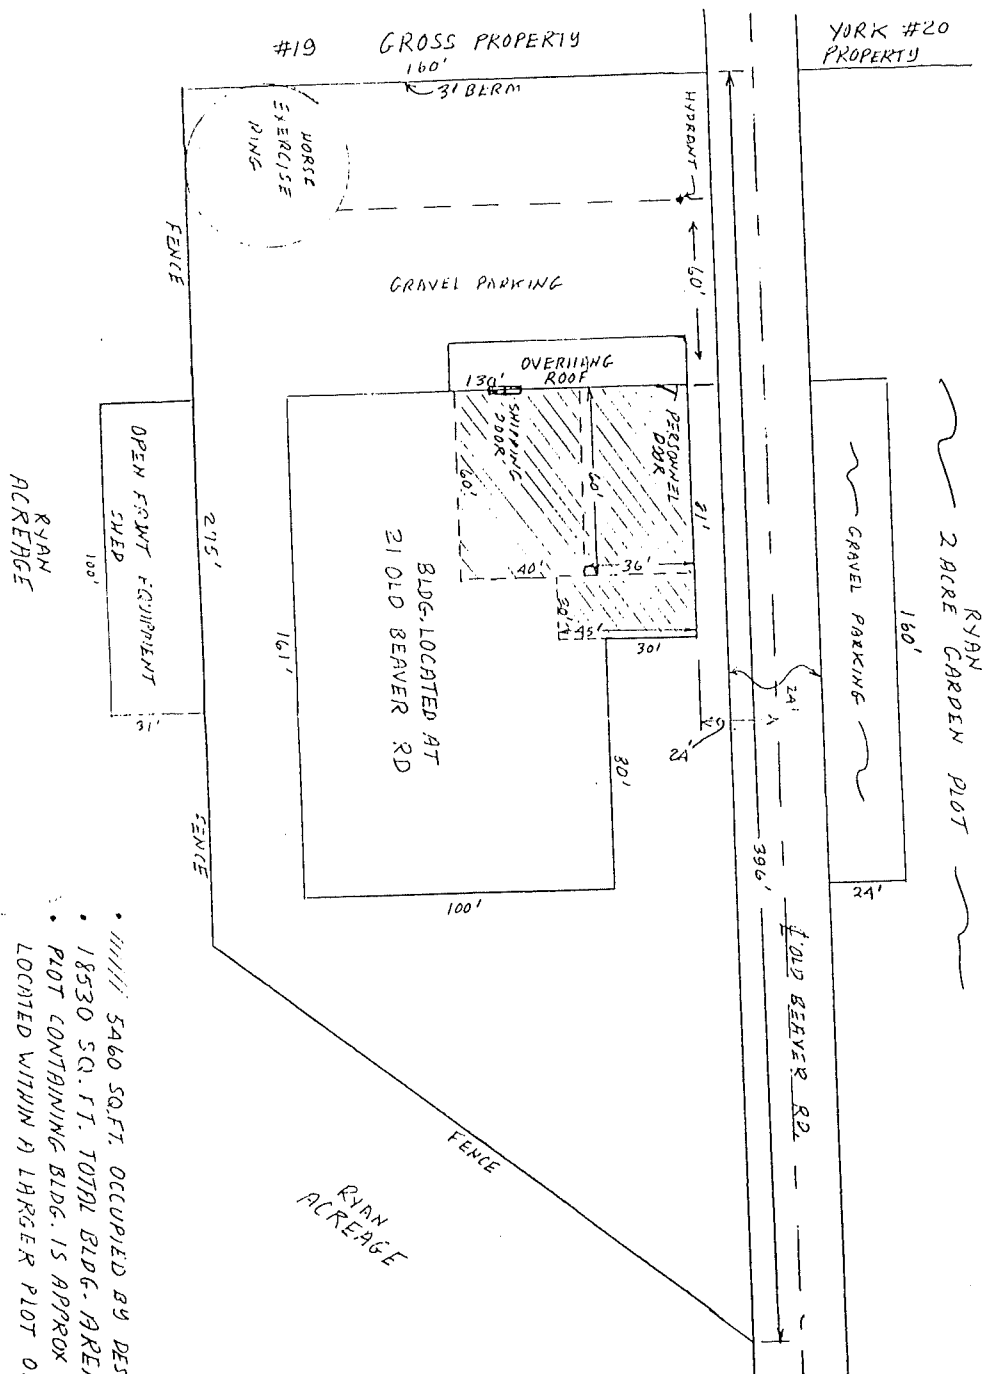 #19 GROSS PROPERTY
YORK #20
PROPERTY
160'
3' BERM
HYDRANT
HORSE
EXERCISE
RING
FENCE
60'
GRAVEL PARKING
OVERHANG
ROOF
130'
SHIPPING
DOOR
PERSONNEL
DOOR
60'
60'
81'
40'
36'
30'
45'
30'
BLDG. LOCATED AT
21 OLD BEAVER RD
161'
30'
100'
275'
OPEN FRONT EQUIPMENT
SHED
100'
31'
RYAN
ACREAGE
FENCE
24'
24'
396'
OLD BEAVER RD.
GRAVEL PARKING
160'
24'
RYAN
2 ACRE GARDEN PLOT
FENCE
RYAN
ACREAGE
• 5460 SQ.FT. OCCUPIED BY
• 18530 SQ.FT. TOTAL BLDG.
• PLOT CONTAINING BLDG. IS APPROX
LOCATED WITHIN A LARGER PLOT